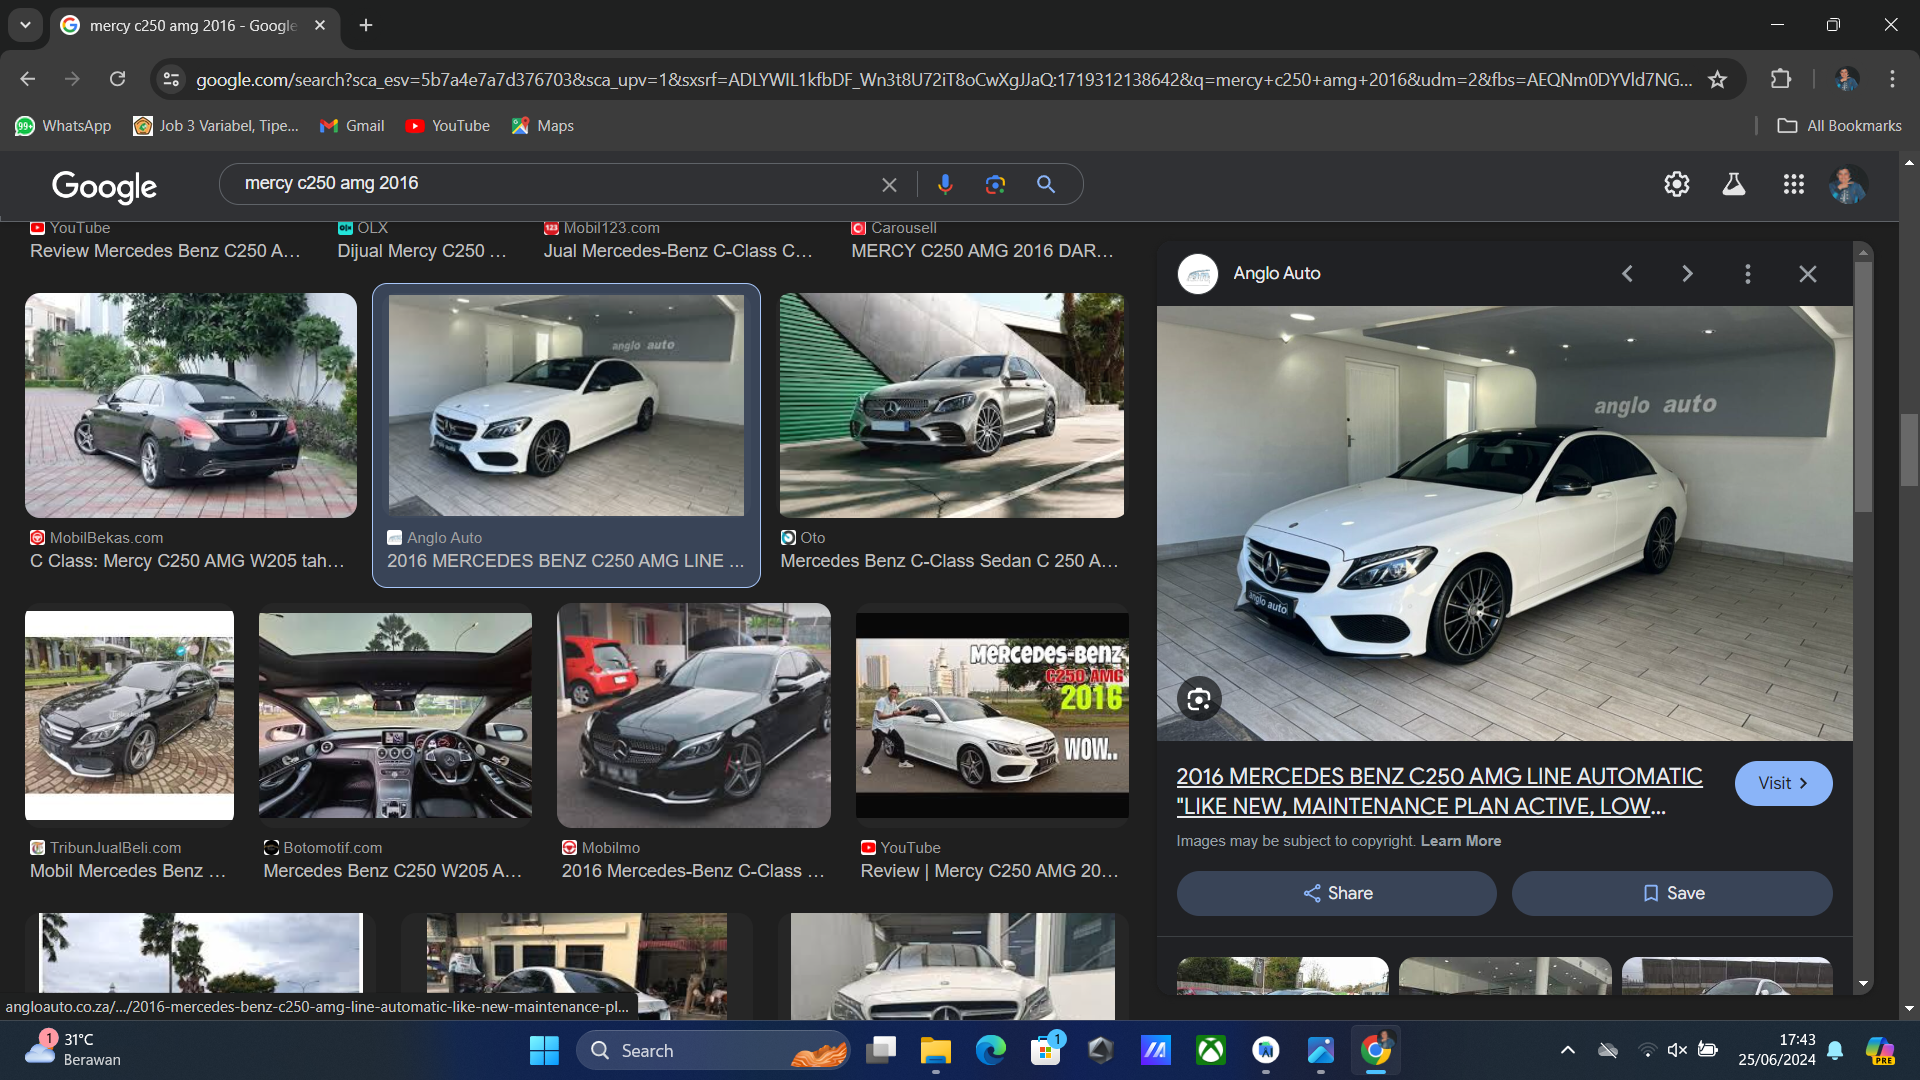 mercy c250 amg 2016 - Google
google.com/search?sca_esv=5b7a4e7a7d376703&sca_upv=1&sxsrf=ADLYWIL1kfbDF_Wn3t8U72iT8oCwXgJJaQ:1719312138642&q=mercy+c250+amg+2016&udm=2&fbs=AEQNm0DYVld7NG...
WhatsApp
Job 3 Variabel, Tipe...
Gmail
YouTube
Maps
All Bookmarks
Google
mercy c250 amg 2016
YouTube
Review Mercedes Benz C250 A...
OLX
Dijual Mercy C250 ...
Mobil123.com
Jual Mercedes-Benz C-Class C...
Carousell
MERCY C250 AMG 2016 DAR...
anglo auto
MobilBekas.com
C Class: Mercy C250 AMG W205 tah...
Anglo Auto
2016 MERCEDES BENZ C250 AMG LINE ...
Oto
Mercedes Benz C-Class Sedan C 250 A...
MERCEDES-BENZ
C250 AMG
2016
WOW..
TribunJualBeli.com
Mobil Mercedes Benz ...
Botomotif.com
Mercedes Benz C250 W205 A...
Mobilmo
2016 Mercedes-Benz C-Class ...
YouTube
Review | Mercy C250 AMG 20...
Anglo Auto
anglo auto
anglo auto
2016 MERCEDES BENZ C250 AMG LINE AUTOMATIC
"LIKE NEW, MAINTENANCE PLAN ACTIVE, LOW...
Visit
Images may be subject to copyright. Learn More
Share
Save
angloauto.co.za/.../2016-mercedes-benz-c250-amg-line-automatic-like-new-maintenance-pl...
1
31°C
Berawan
Search
1
17:43
25/06/2024
PRE